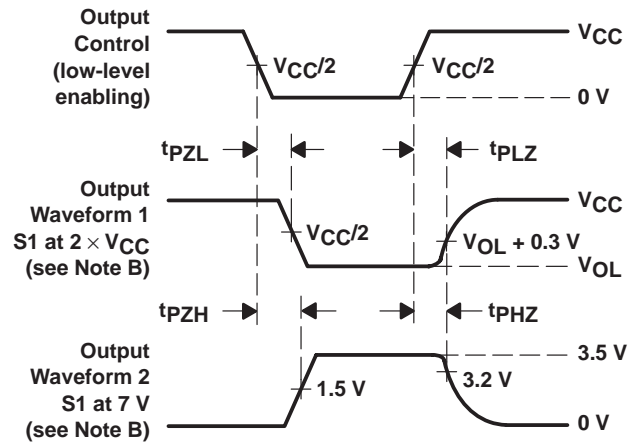 Output
Control
(low-level
enabling)
VCC/2
VCC/2
VCC
0 V
tPZL
tPLZ
Output
Waveform 1
S1 at 2 × VCC
(see Note B)
VCC/2
VCC
VOL + 0.3 V
VOL
tPZH
tPHZ
Output
Waveform 2
S1 at 7 V
(see Note B)
1.5 V
3.5 V
3.2 V
0 V